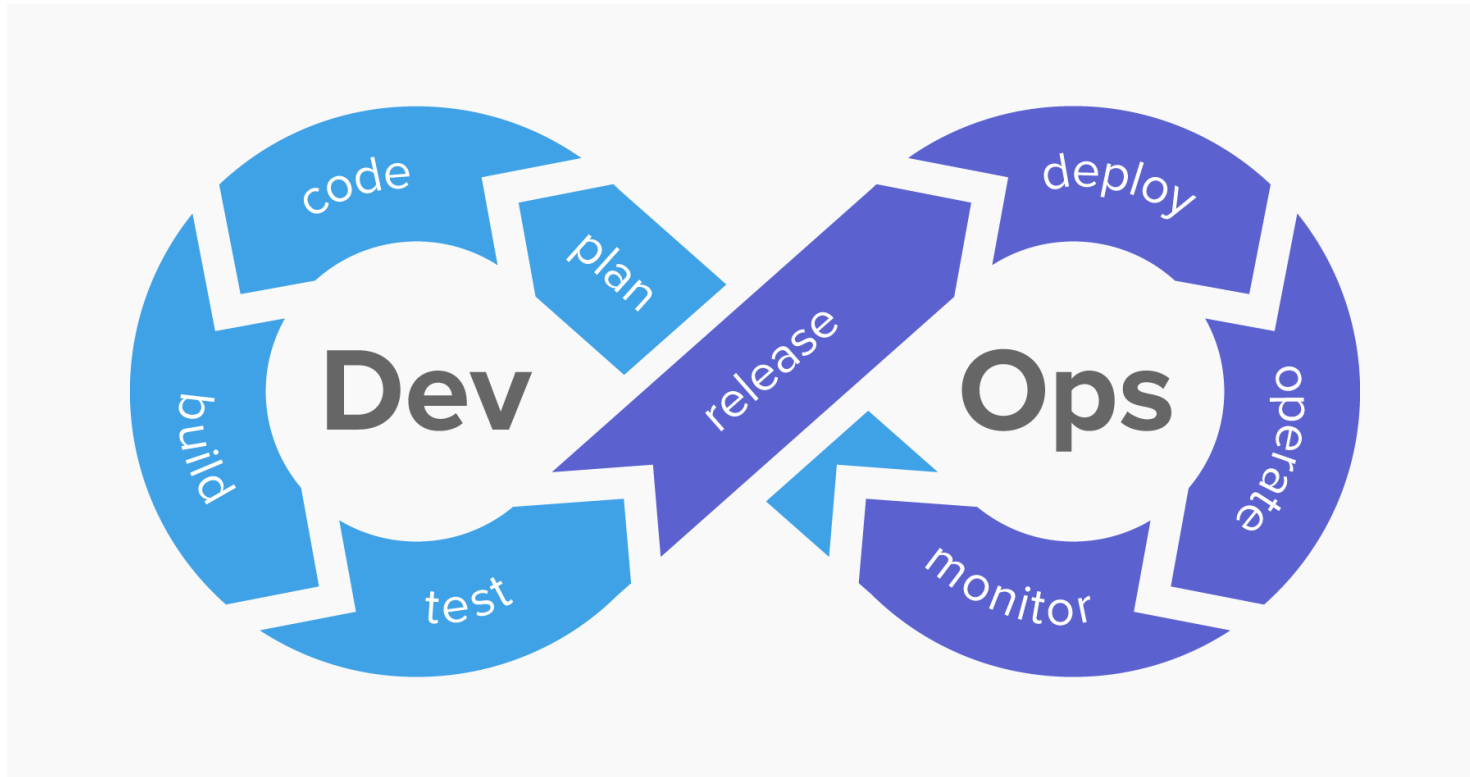 code
plan
build
test
Dev
release
deploy
operate
monitor
Ops